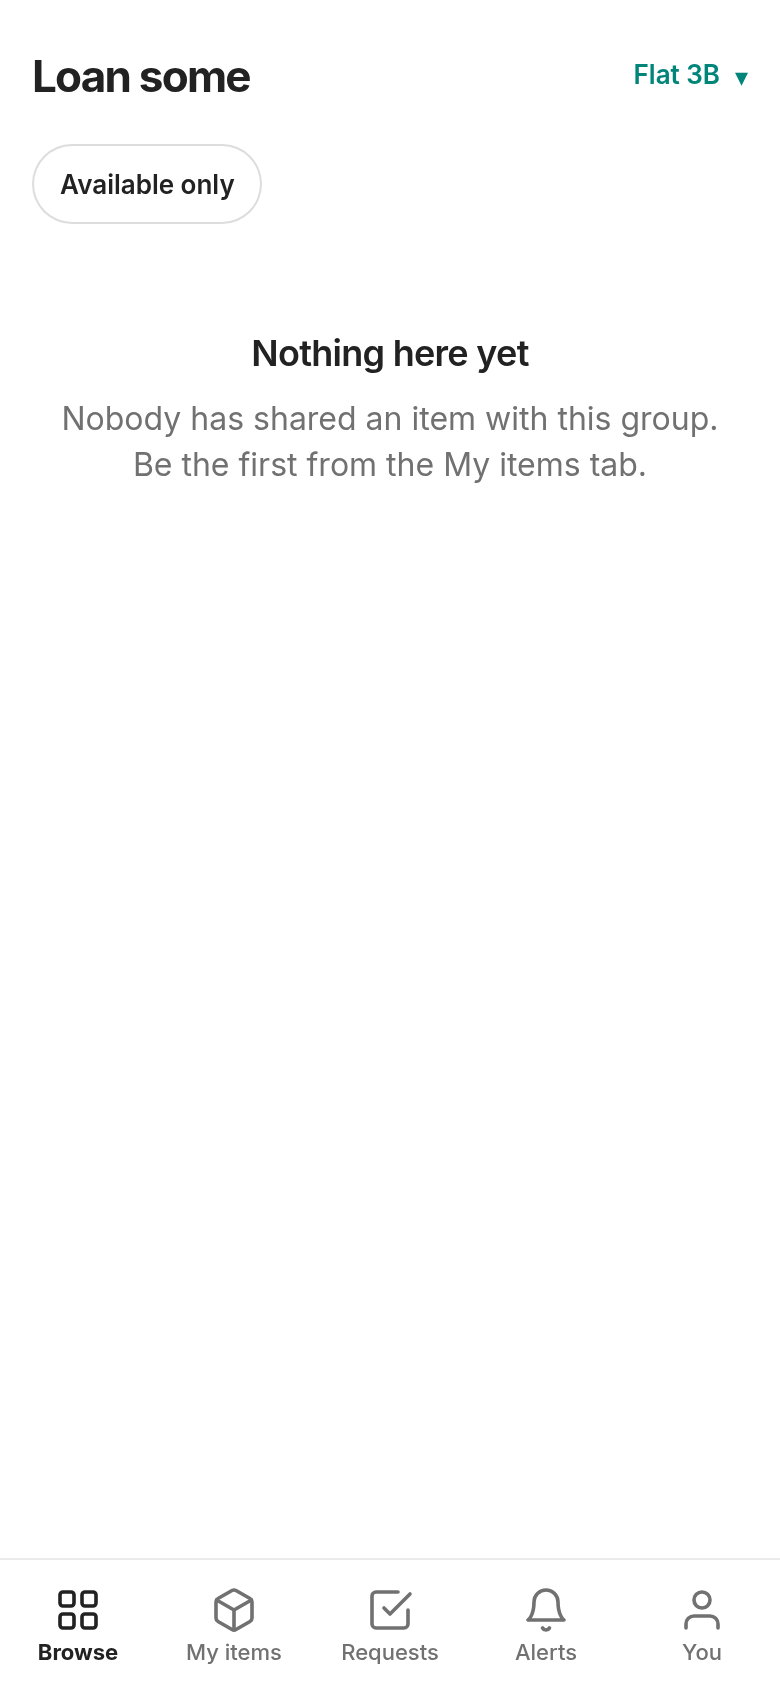 Loan some
Flat 3B ▼
Available only
Nothing here yet
Nobody has shared an item with this group.
Be the first from the My items tab.
Browse
My items
Requests
Alerts
You